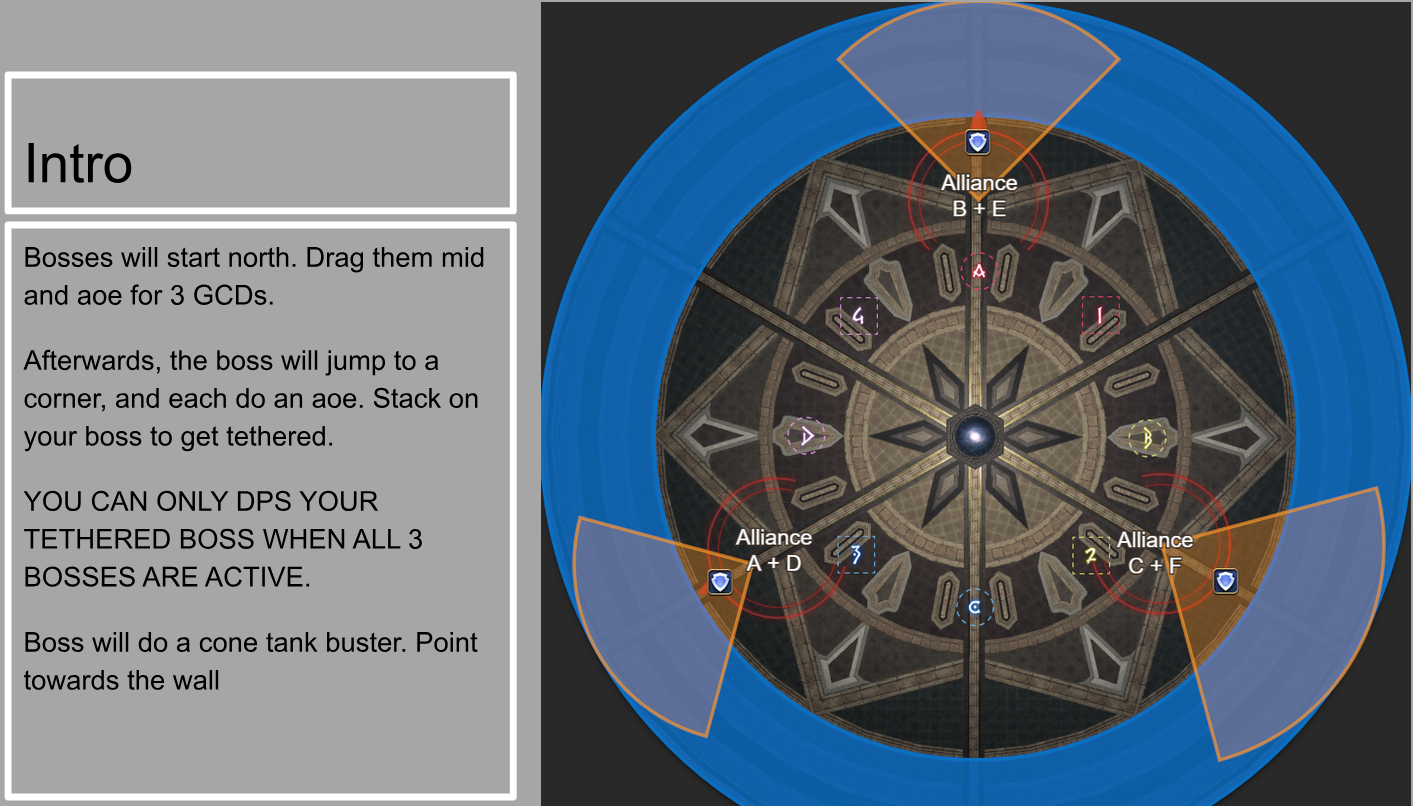 Intro
Bosses will start north. Drag them mid
and aoe for 3 GCDs.
Afterwards, the boss will jump to a
corner, and each do an aoe. Stack on
your boss to get tethered.
YOU CAN ONLY DPS YOUR
TETHERED BOSS WHEN ALL 3
BOSSES ARE ACTIVE.
Boss will do a cone tank buster. Point
towards the wall
Alliance
B + E
A
4
1
D
B
Alliance
A + D
3
2
Alliance
C + F
C